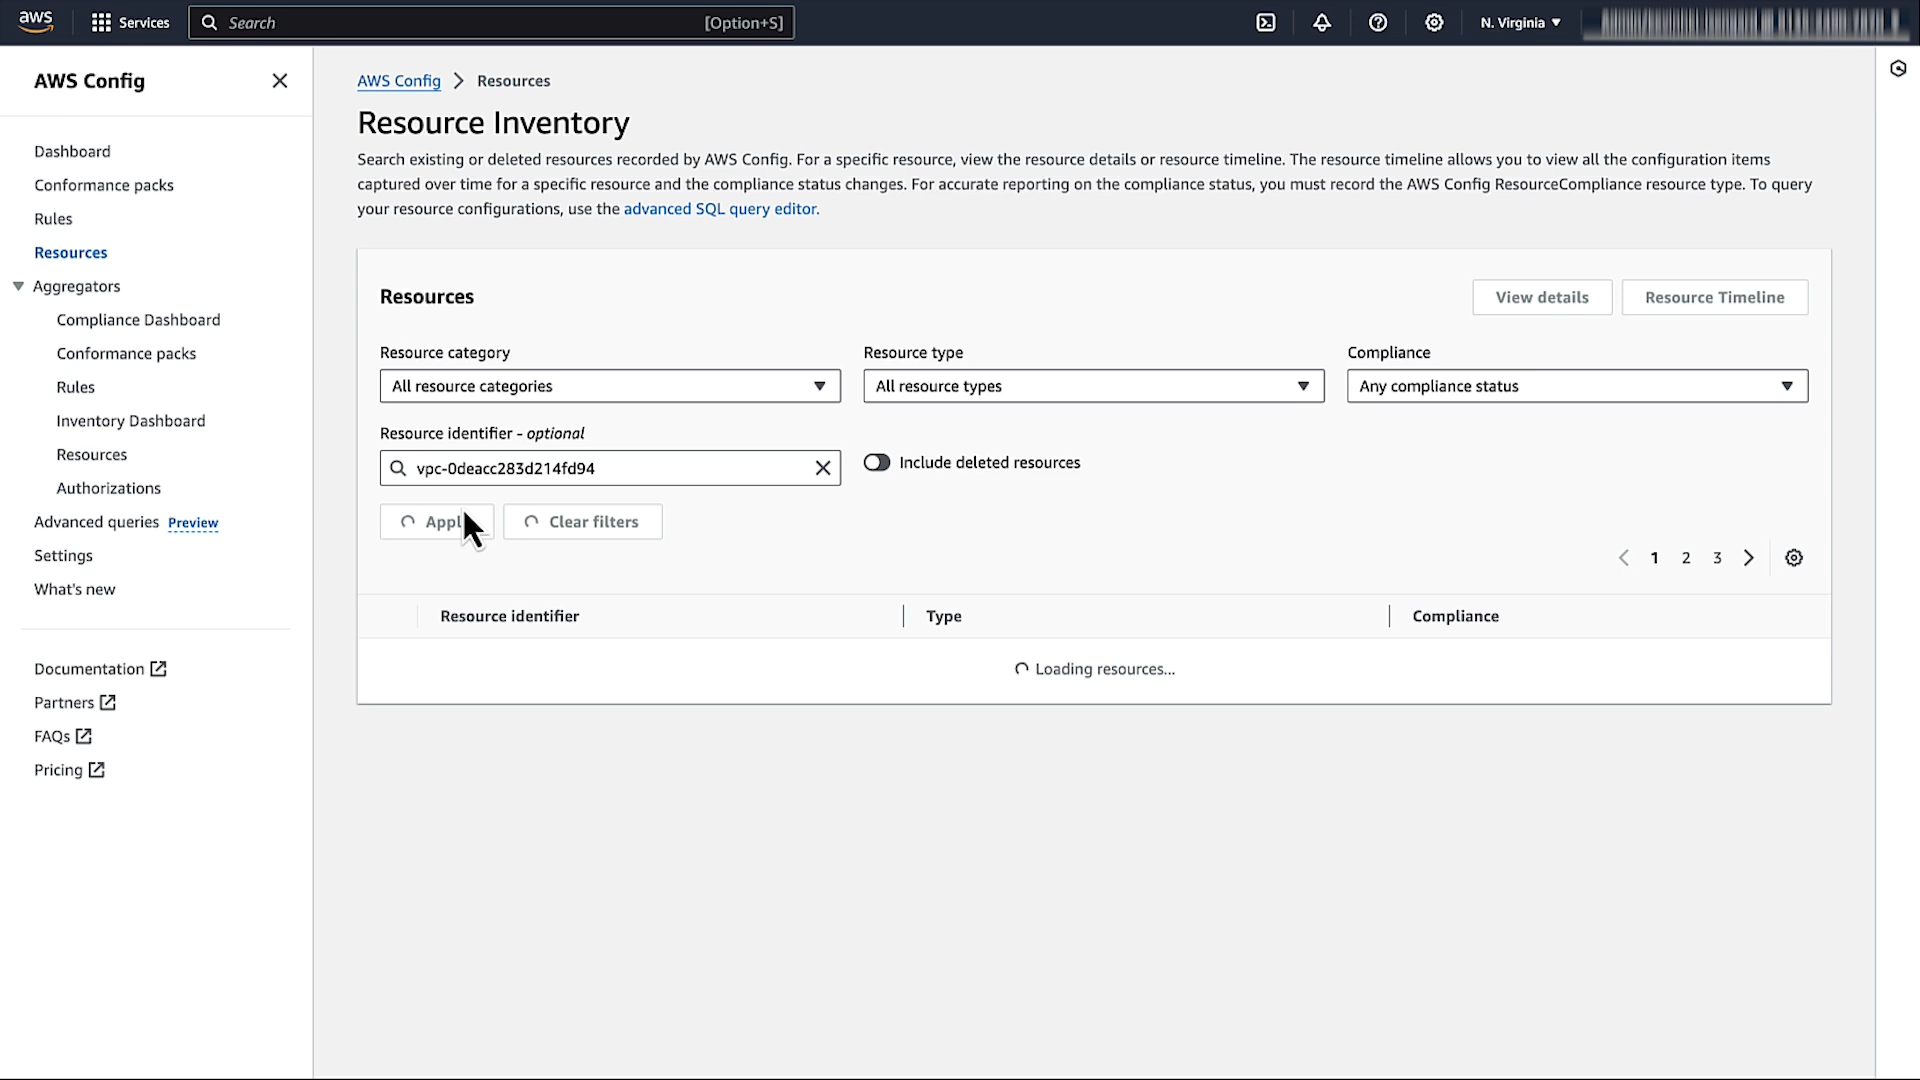 aws
Services
Search
[Option+S]
N. Virginia
AWS Config
Dashboard
Conformance packs
Rules
Resources
Aggregators
Compliance Dashboard
Conformance packs
Rules
Inventory Dashboard
Resources
Authorizations
Advanced queries Preview
Settings
What's new
Documentation
Partners
FAQs
Pricing
AWS Config > Resources
Resource Inventory
Search existing or deleted resources recorded by AWS Config. For a specific resource, view the resource details or resource timeline. The resource timeline allows you to view all the configuration items
captured over time for a specific resource and the compliance status changes. For accurate reporting on the compliance status, you must record the AWS Config ResourceCompliance resource type. To query
your resource configurations, use the advanced SQL query editor.
Resources
View details
Resource Timeline
Resource category
All resource categories
Resource type
All resource types
Compliance
Any compliance status
Resource identifier - optional
vpc-0deacc283d214fd94
Include deleted resources
Clear filters
1 2 3
Resource identifier
Type
Compliance
Loading resources...